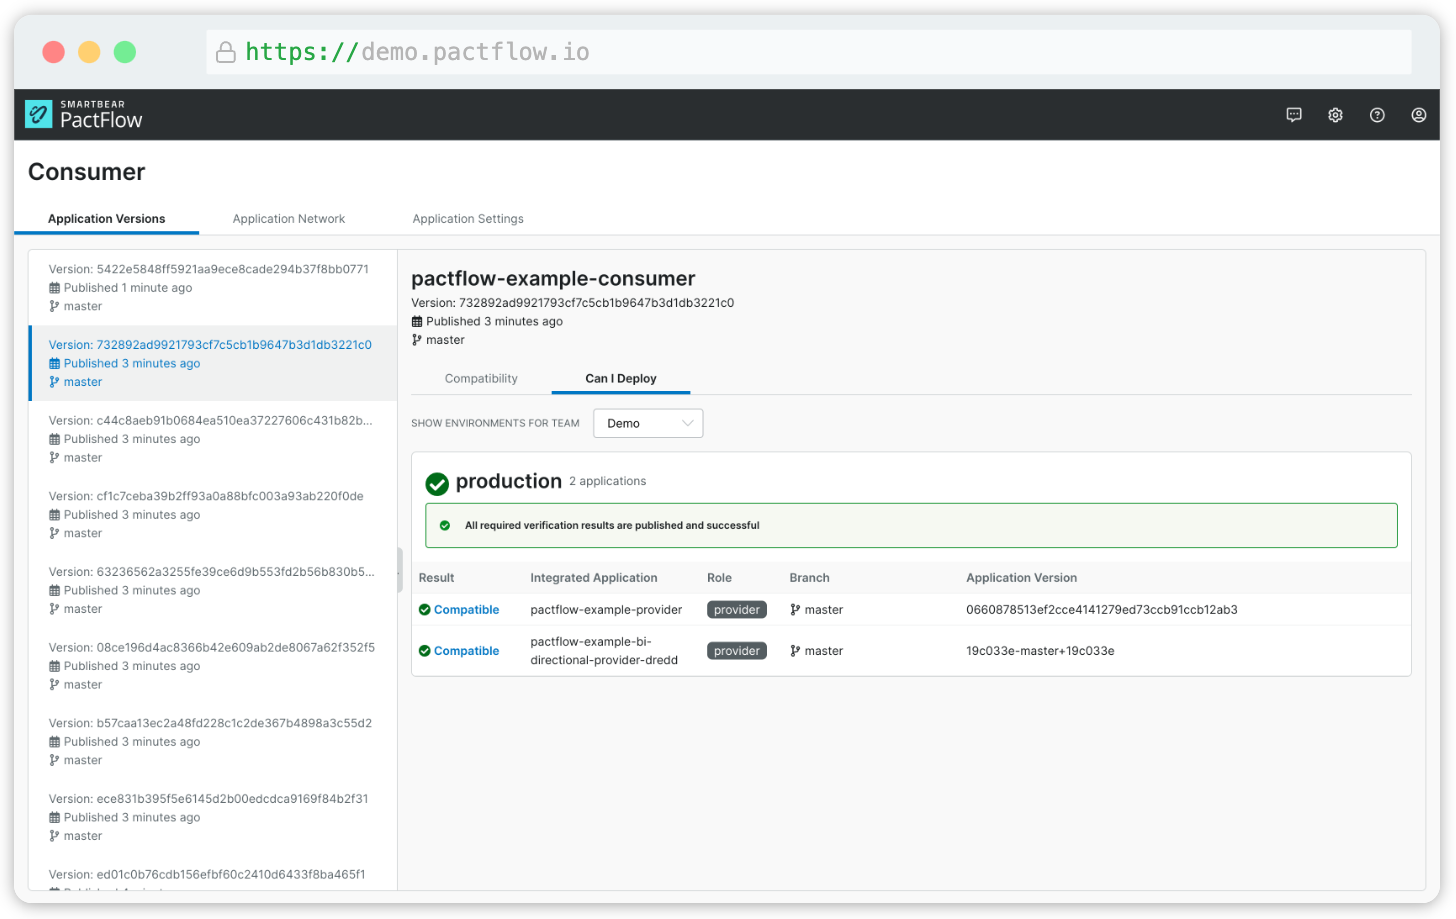 https://demo.pactflow.io
SMARTBEAR
PactFlow
Consumer
Application Versions
Application Network
Application Settings
Version: 5422e5848ff5921aa9ece8cade294b37f8bb0771
Published 1 minute ago
master
Version: 732892ad9921793cf7c5cb1b9647b3d1db3221c0
Published 3 minutes ago
master
Version: c44c8aeb91b0684ea510ea37227606c431b82b...
Published 3 minutes ago
master
Version: cf1c7ceba39b2ff93a0a88bfc003a93ab220f0de
Published 3 minutes ago
master
Version: 63236562a3255fe39ce6d9b553fd2b56b830b5...
Published 3 minutes ago
master
Version: 08ce196d4ac8366b42e609ab2de8067a62f352f5
Published 3 minutes ago
master
Version: b57caa13ec2a48fd228c1c2de367b4898a3c55d2
Published 3 minutes ago
master
Version: ece831b395f5e6145d2b00edcdca9169f84b2f31
Published 3 minutes ago
master
Version: ed01c0b76cdb156efbf60c2410d6433f8ba465f1
pactflow-example-consumer
Version: 732892ad9921793cf7c5cb1b9647b3d1db3221c0
Published 3 minutes ago
master
Compatibility
Can I Deploy
SHOW ENVIRONMENTS FOR TEAM
Demo
production 2 applications
All required verification results are published and successful
Result Integrated Application Role Branch Application Version
Compatible pactflow-example-provider provider master 0660878513ef2cce4141279ed73ccb91ccb12ab3
Compatible pactflow-example-bi-
directional-provider-dredd provider master 19c033e-master+19c033e